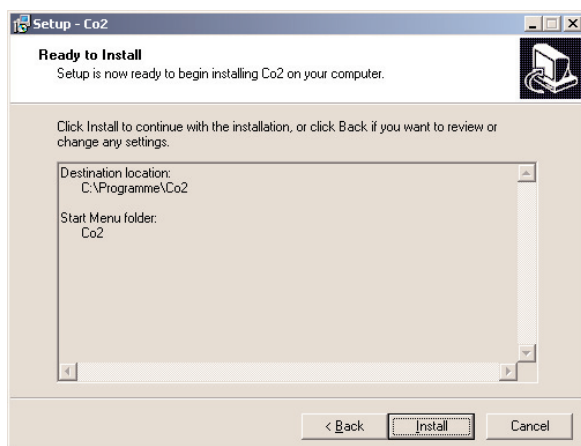 Setup - Co2
Ready to Install
Setup is now ready to begin installing Co2 on your computer.
Click Install to continue with the installation, or click Back if you want to review or
change any settings.
Destination location:
C:\Programme\Co2
Start Menu folder:
Co2
< Back
Install
Cancel